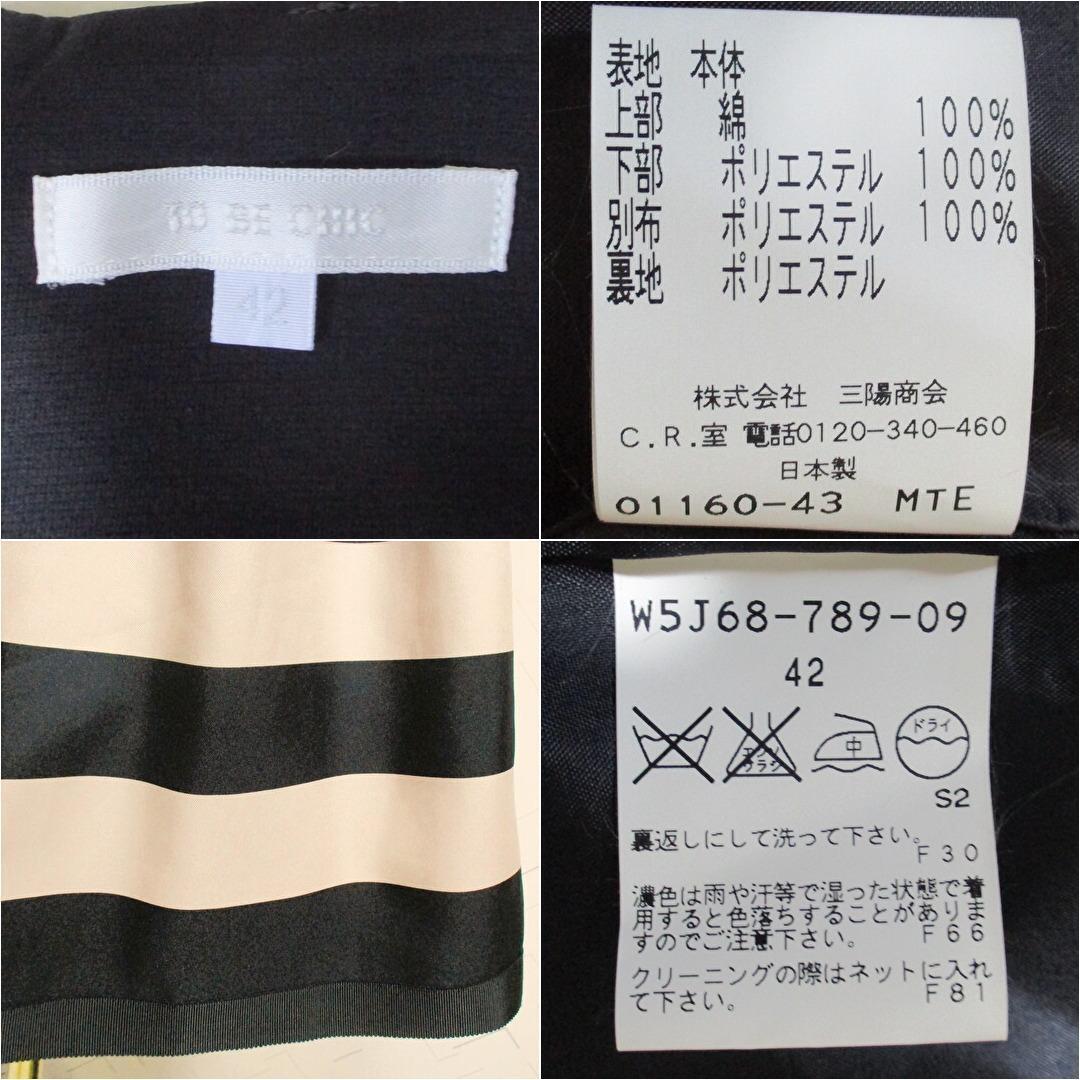 TO BE CHIC
42
表地 本体
上部 綿 100%
下部 ポリエステル 100%
別布 ポリエステル 100%
裏地 ポリエステル
株式会社 三陽商会
C.R.室 電話0120-340-460
日本製
01160-43 MTE
W5J68-789-09
42
エンソ
ウラシ
中
ドライ
S2
裏返しにして洗って下さい。
F30
濃色は雨や汗等で湿った状態で着
用すると色落ちすることがありま
すのでご注意下さい。 F66
クリーニングの際はネットに入れ
て下さい。 F81